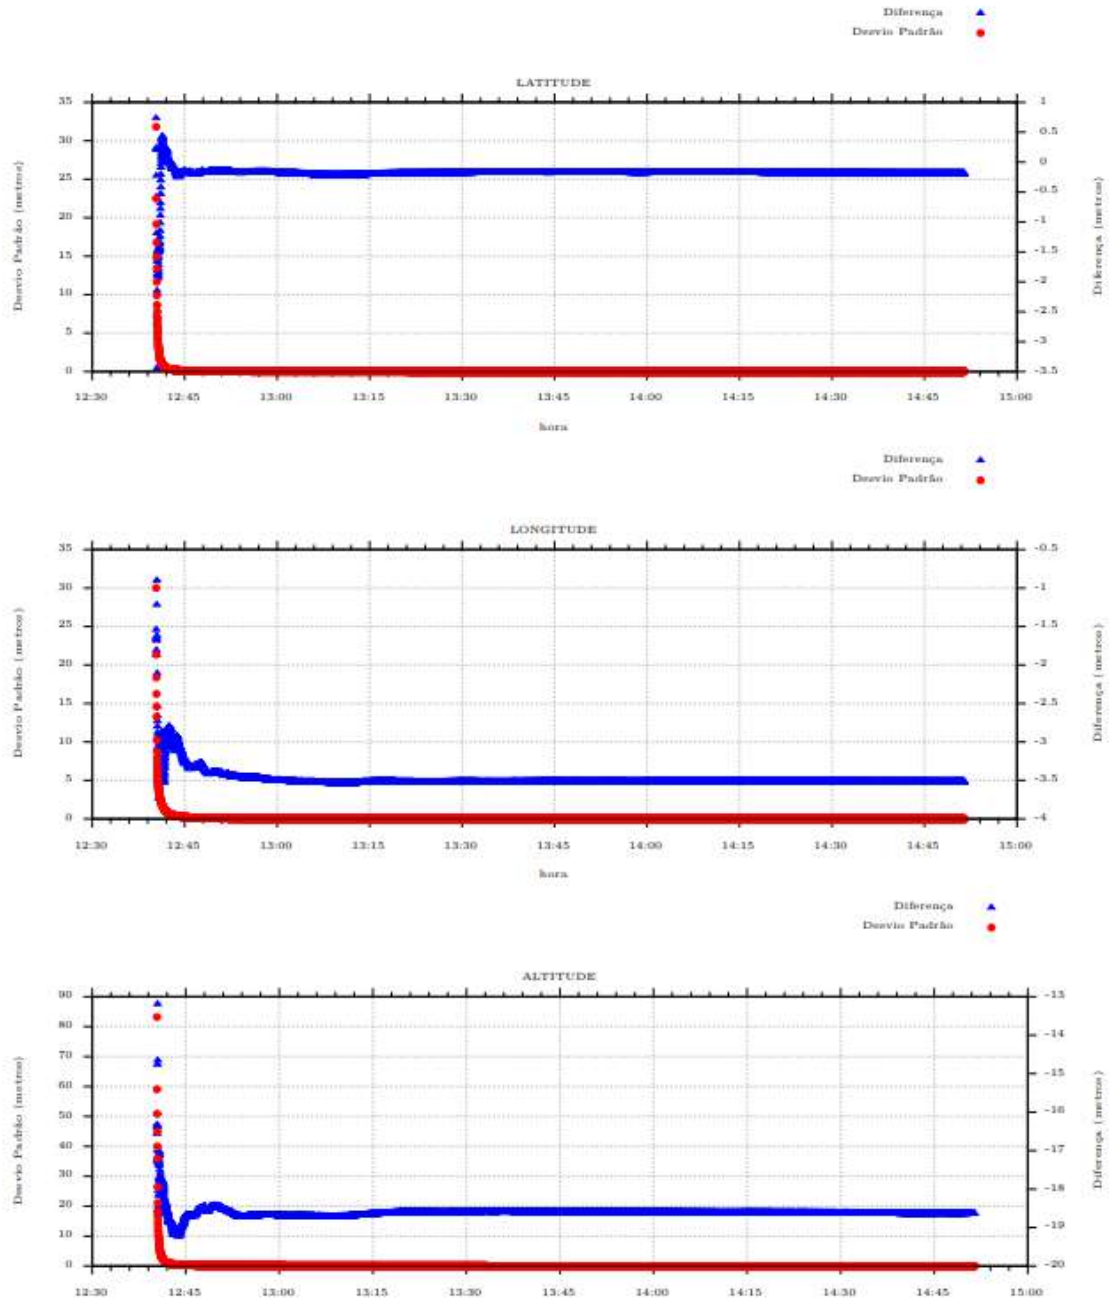 Diferença
Desvio Padrão
LATITUDE
35
30
25
20
15
10
5
0
Desvio Padrão (metros)
1
0.5
0
-0.5
-1
-1.5
-2
-2.5
-3
-3.5
Diferença (metros)
12:30 12:45 13:00 13:15 13:30 13:45 14:00 14:15 14:30 14:45 15:00
hora
Diferença
Desvio Padrão
LONGITUDE
35
30
25
20
15
10
5
0
Desvio Padrão (metros)
-0.5
-1
-1.5
-2
-2.5
-3
-3.5
-4
Diferença (metros)
12:30 12:45 13:00 13:15 13:30 13:45 14:00 14:15 14:30 14:45 15:00
hora
Diferença
Desvio Padrão
ALTITUDE
90
80
70
60
50
40
30
20
10
0
Desvio Padrão (metros)
-13
-14
-15
-16
-17
-18
-19
-20
Diferença (metros)
12:30 12:45 13:00 13:15 13:30 13:45 14:00 14:15 14:30 14:45 15:00